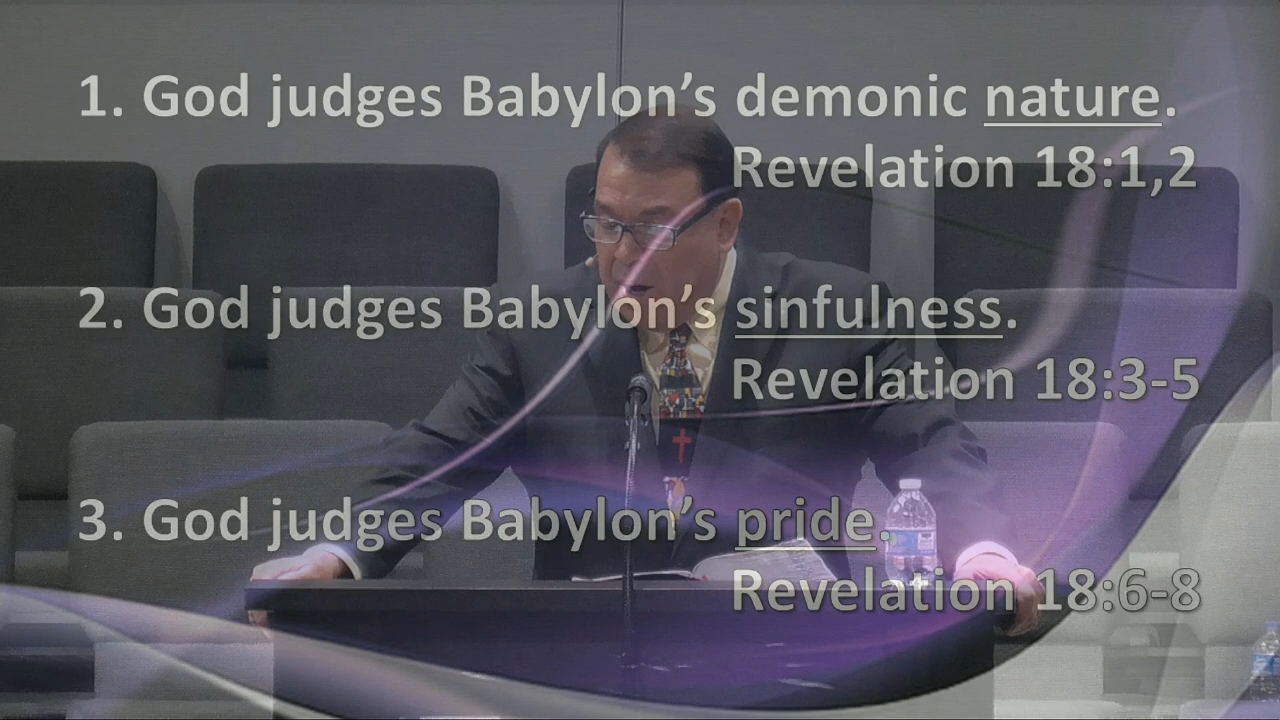 1. God judges Babylon’s demonic nature.
Revelation 18:1,2
2. God judges Babylon’s sinfulness.
Revelation 18:3-5
3. God judges Babylon’s pride.
Revelation 18:6-8